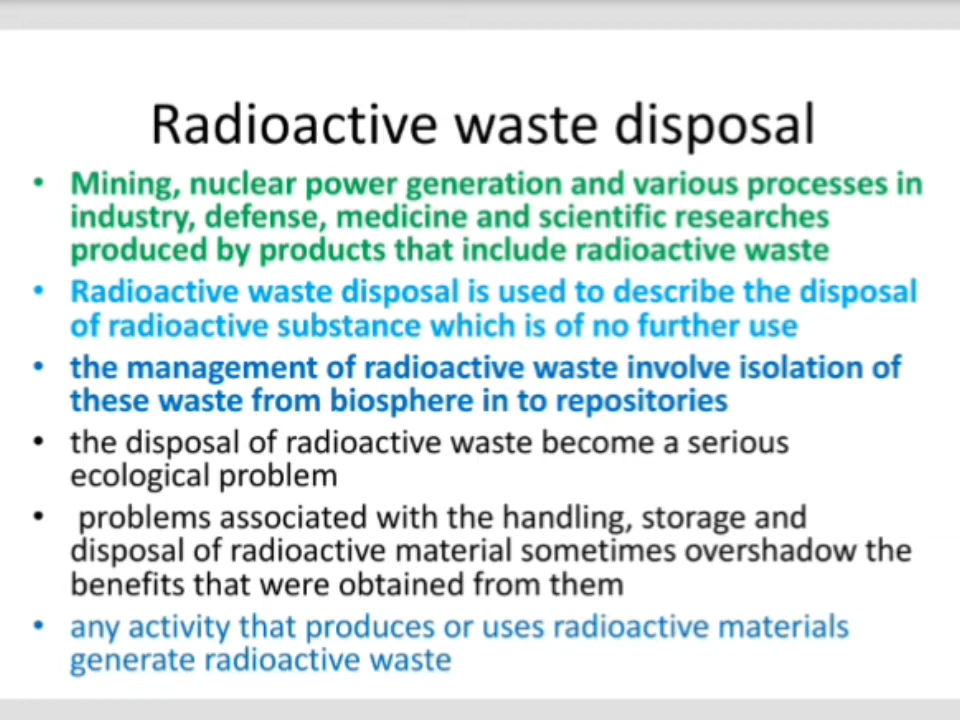 Radioactive waste disposal
• Mining, nuclear power generation and various processes in
industry, defense, medicine and scientific researches
produced by products that include radioactive waste
• Radioactive waste disposal is used to describe the disposal
of radioactive substance which is of no further use
• the management of radioactive waste involve isolation of
these waste from biosphere in to repositories
• the disposal of radioactive waste become a serious
ecological problem
• problems associated with the handling, storage and
disposal of radioactive material sometimes overshadow the
benefits that were obtained from them
• any activity that produces or uses radioactive materials
generate radioactive waste